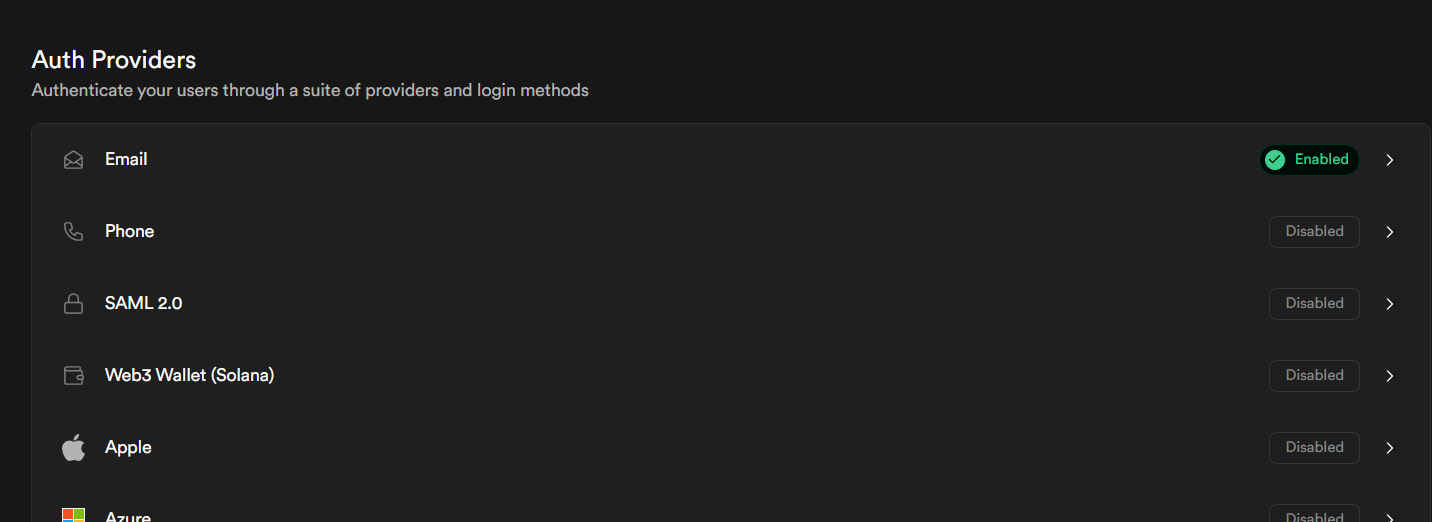 Auth Providers
Authenticate your users through a suite of providers and login methods
Email Enabled
Phone Disabled
SAML 2.0 Disabled
Web3 Wallet (Solana) Disabled
Apple Disabled
Azure Disabled